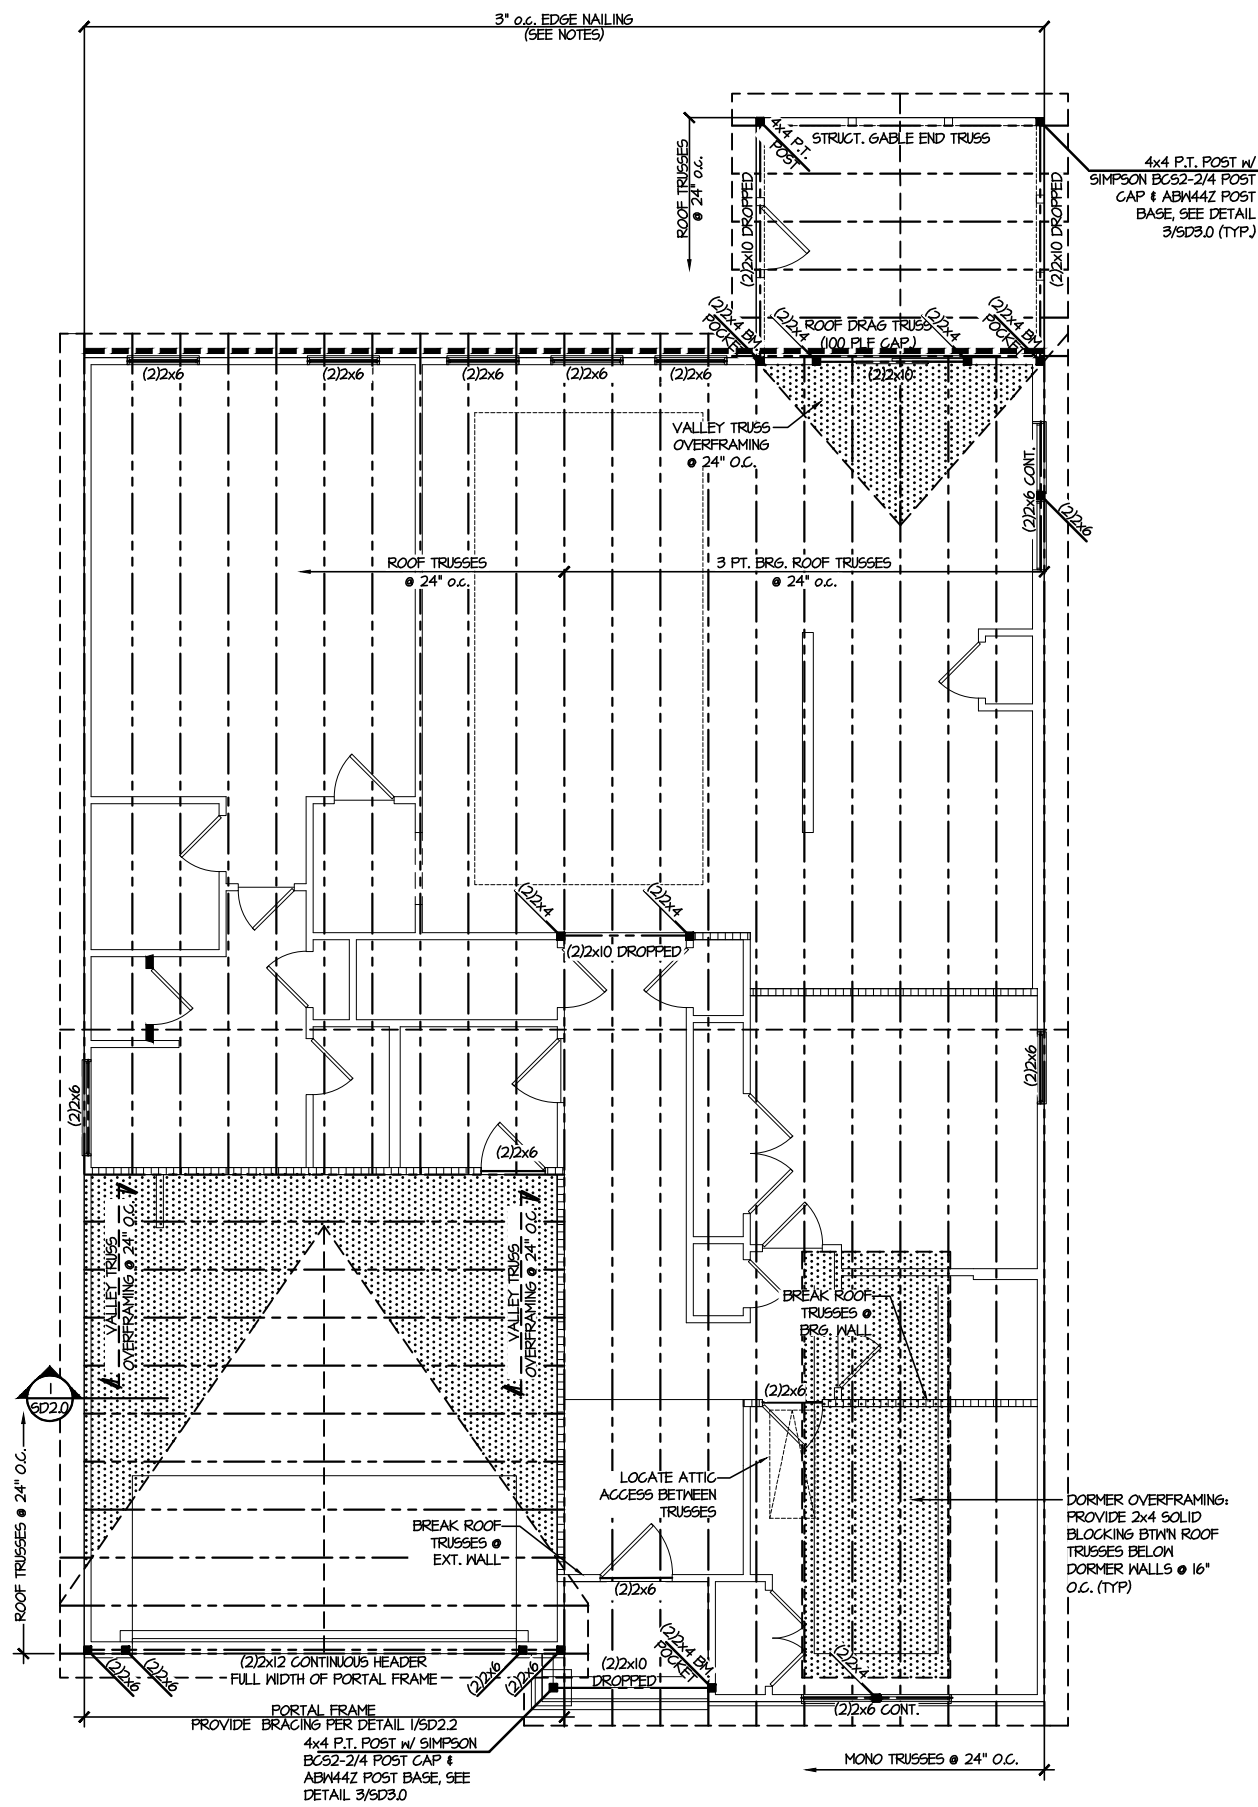 3" o.c. EDGE NAILING
(SEE NOTES)
ROOF TRUSSES
@ 24" o.c.
4x4 P.T.
POST
STRUCT. GABLE END TRUSS
4x4 P.T. POST w/
SIMPSON BCS2-2/4 POST
CAP & ABW44Z POST
BASE, SEE DETAIL
3/SD3.0 (TYP.)
(2)2x10 DROPPED
(2)2x10 DROPPED
(2)2x4 BM
POCKET
(2)2x4
ROOF DRAG TRUSS
(100 PLF CAP.)
(2)2x4
(2)2x4 BM
POCKET
(2)2x6
(2)2x6
(2)2x6
(2)2x6
(2)2x6
(2)2x10
VALLEY TRUSS
OVERFRAMING
@ 24" O.C.
(2)2x6 CONT.
(2)2x6
ROOF TRUSSES
@ 24" o.c.
3 PT. BRG. ROOF TRUSSES
@ 24" o.c.
(2)2x4
(2)2x4
(2)2x10 DROPPED
(2)2x6
(2)2x6
(2)2x6
VALLEY TRUSS
OVERFRAMING @ 24" O.C.
VALLEY TRUSS
OVERFRAMING @ 24" O.C.
BREAK ROOF
TRUSSES @
BRG. WALL
1
SD2.0
(2)2x6
ROOF TRUSSES @ 24" O.C.
LOCATE ATTIC
ACCESS BETWEEN
TRUSSES
DORMER OVERFRAMING:
PROVIDE 2x4 SOLID
BLOCKING BTW'N ROOF
TRUSSES BELOW
DORMER WALLS @ 16"
O.C. (TYP)
BREAK ROOF
TRUSSES @
EXT. WALL
(2)2x6
(2)2x6
(2)2x6
(2)2x12 CONTINUOUS HEADER
FULL WIDTH OF PORTAL FRAME
(2)2x6
(2)2x6
(2)2x10
DROPPED
(2)2x4 BM
POCKET
(2)2x4
(2)2x6 CONT.
PORTAL FRAME
PROVIDE BRACING PER DETAIL 1/SD2.2
4x4 P.T. POST w/ SIMPSON
BCS2-2/4 POST CAP &
ABW44Z POST BASE, SEE
DETAIL 3/SD3.0
MONO TRUSSES @ 24" O.C.